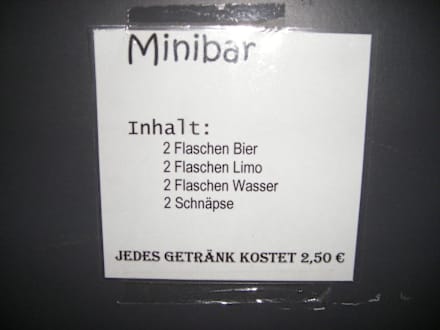 Minibar
Inhalt:
2 Flaschen Bier
2 Flaschen Limo
2 Flaschen Wasser
2 Schnäpse
JEDES GETRÄNK KOSTET 2,50 €